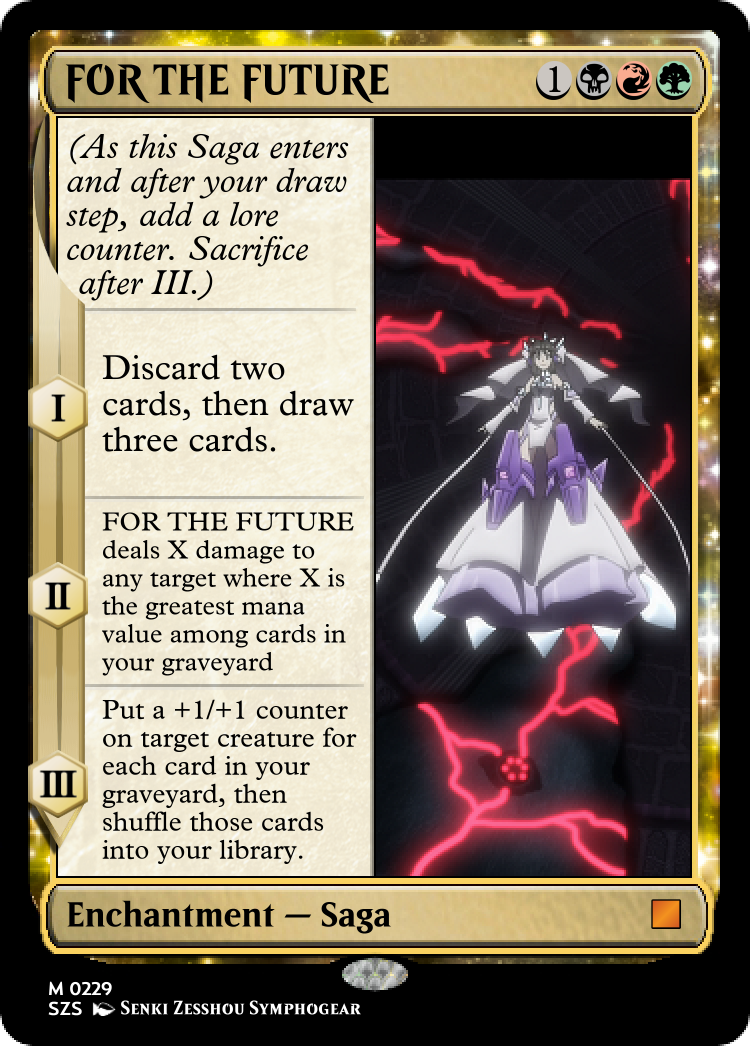 FOR THE FUTURE 1
(As this Saga enters
and after your draw
step, add a lore
counter. Sacrifice
after III.)
I
Discard two
cards, then draw
three cards.
II
FOR THE FUTURE
deals X damage to
any target where X is
the greatest mana
value among cards in
your graveyard
III
Put a +1/+1 counter
on target creature for
each card in your
graveyard, then
shuffle those cards
into your library.
Enchantment — Saga
M 0229
SZS SENKI ZESSHOU SYMPHOGEAR